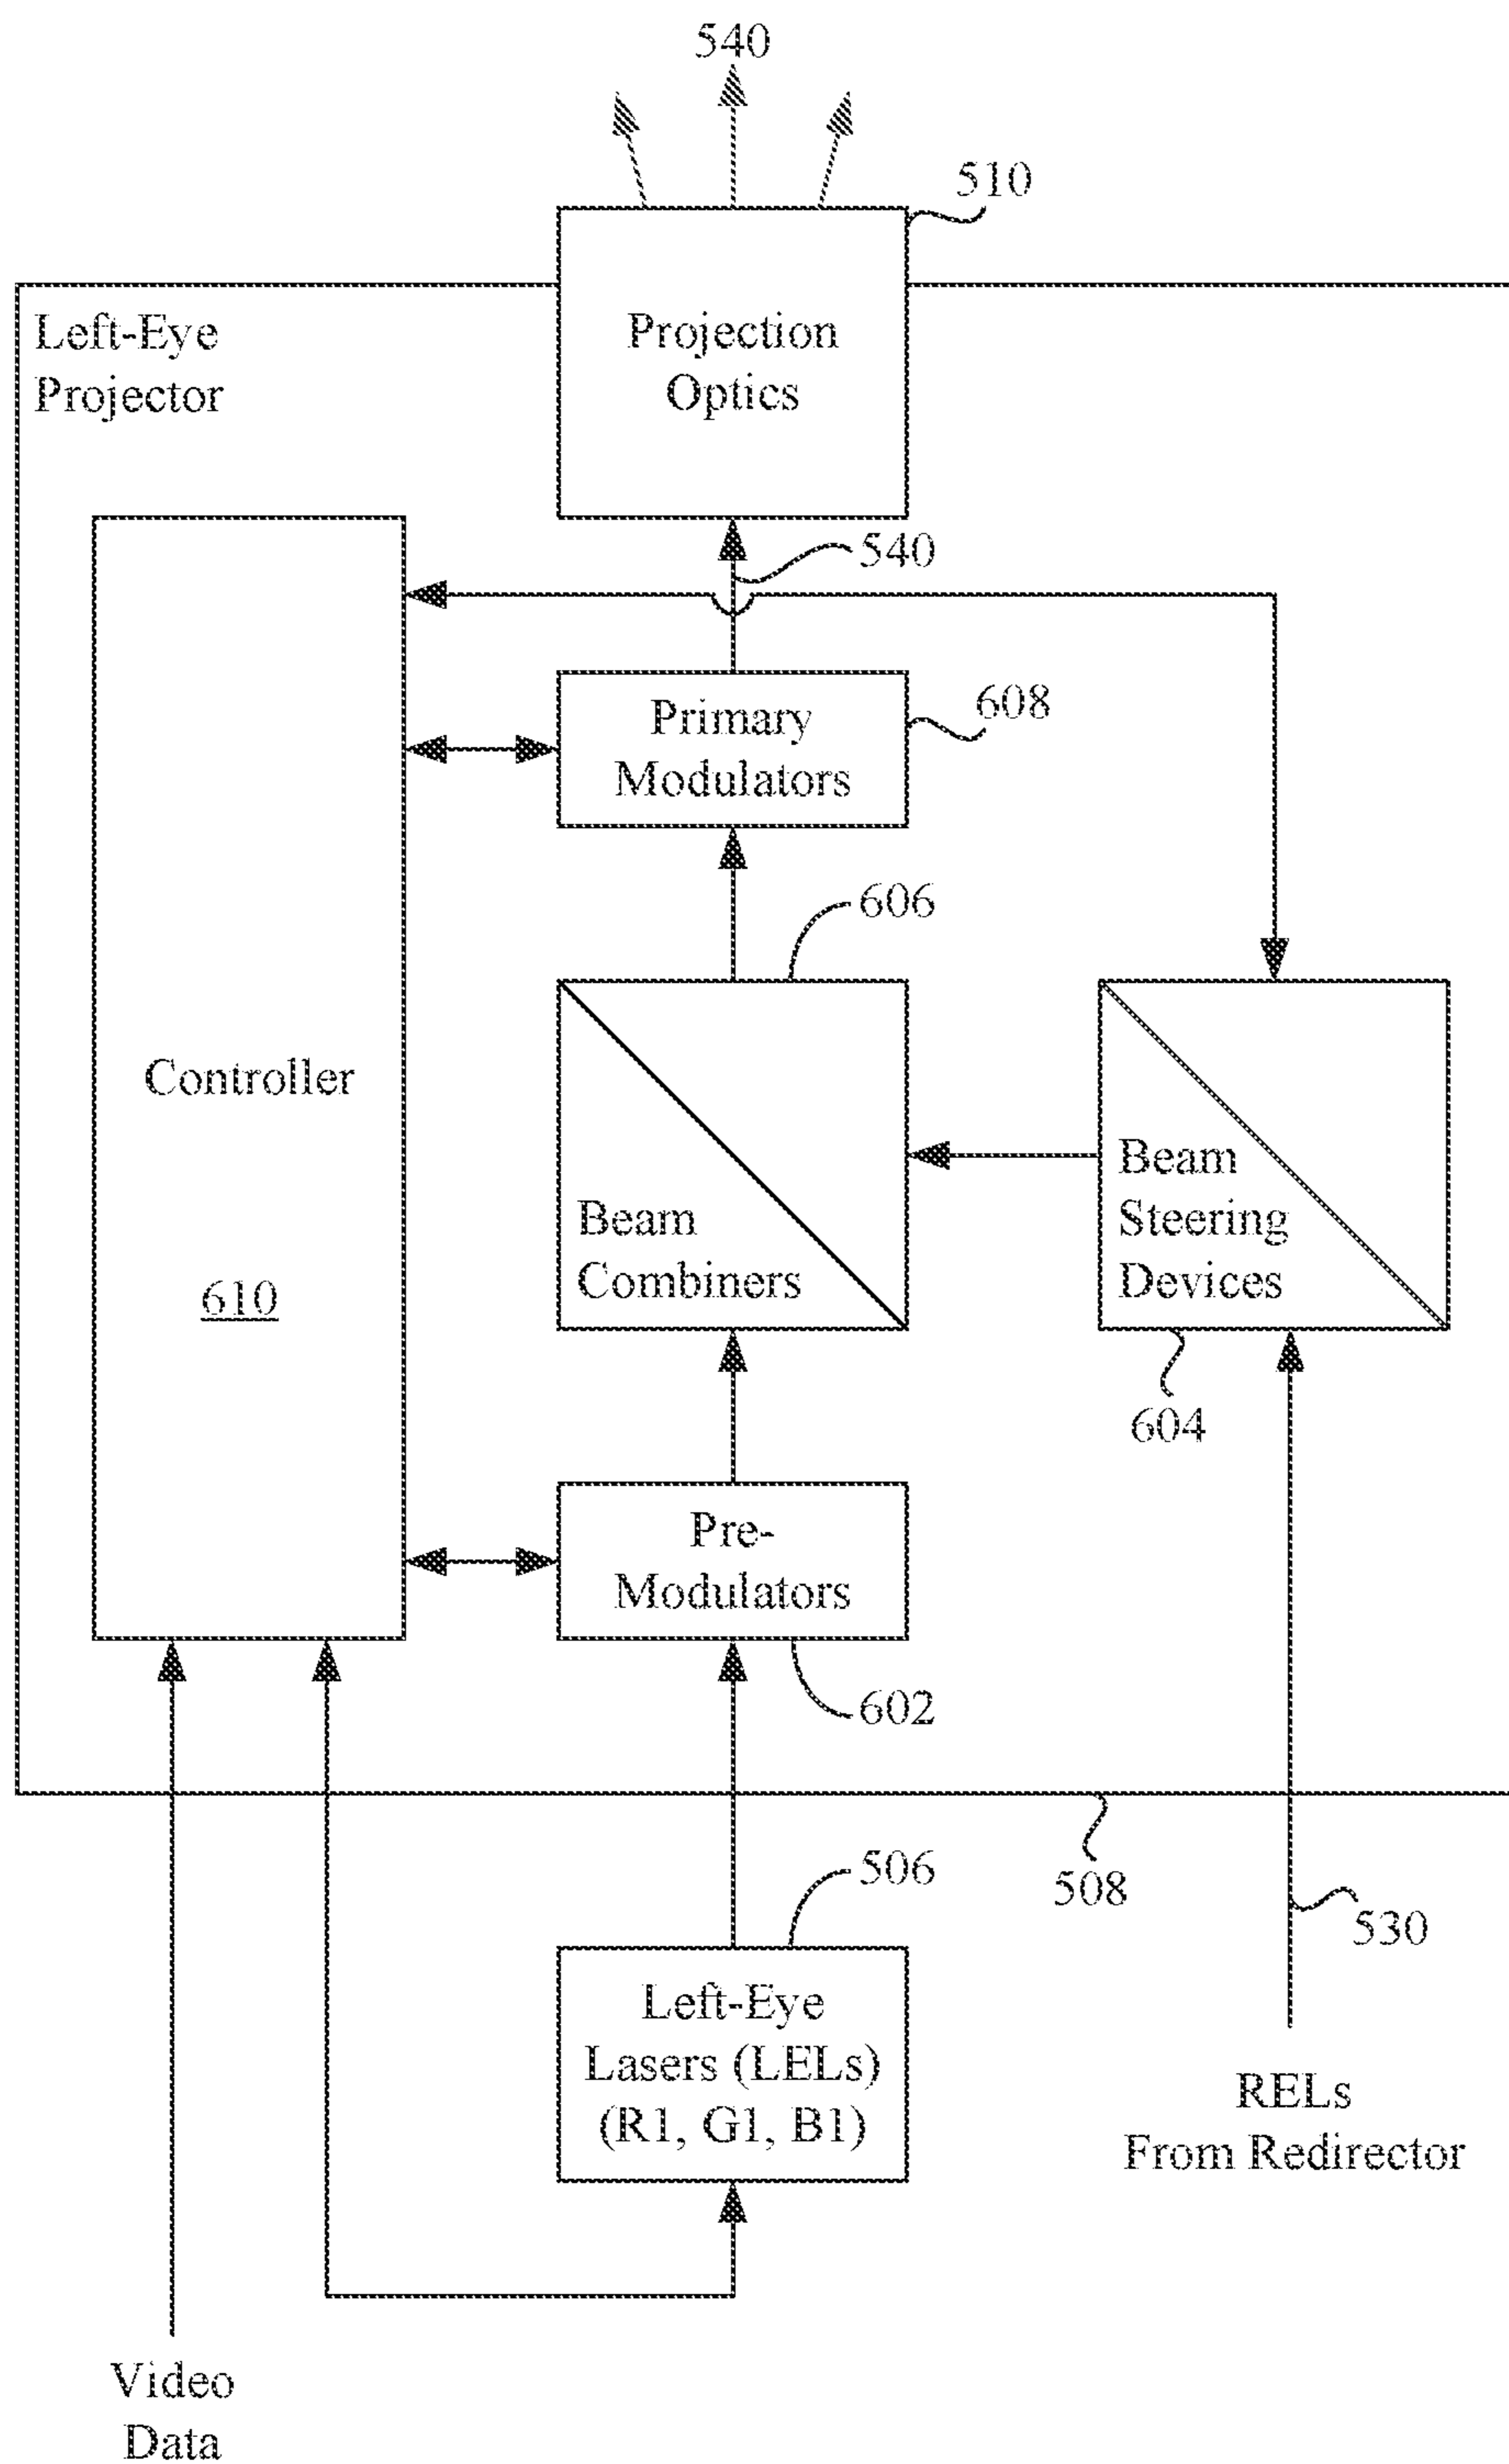 540
510
Left-Eye
Projector
Projection
Optics
540
Primary
Modulators
608
606
Controller
610
Beam
Combiners
Beam
Steering
Devices
604
Pre-
Modulators
602
508
506
530
Left-Eye
Lasers (LELs)
(R1, G1, B1)
RELs
From Redirector
Video
Data